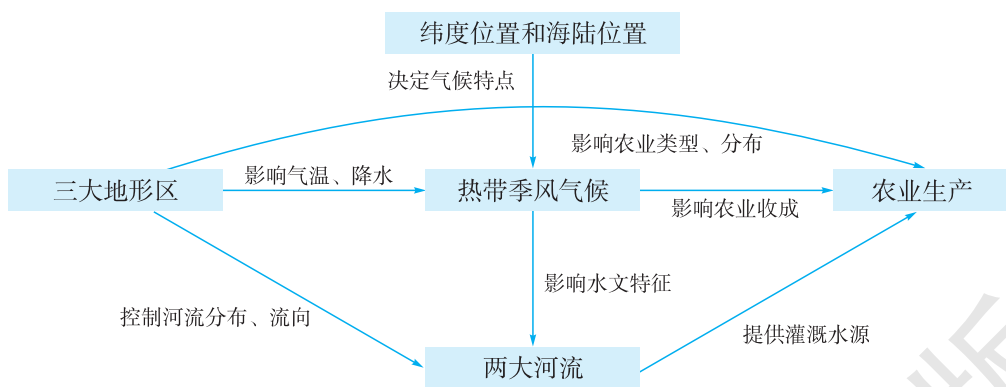 纬度位置和海陆位置
决定气候特点
影响农业类型、分布
三大地形区
影响气温、降水
热带季风气候
影响农业收成
农业生产
影响水文特征
控制河流分布、流向
提供灌溉水源
两大河流
版